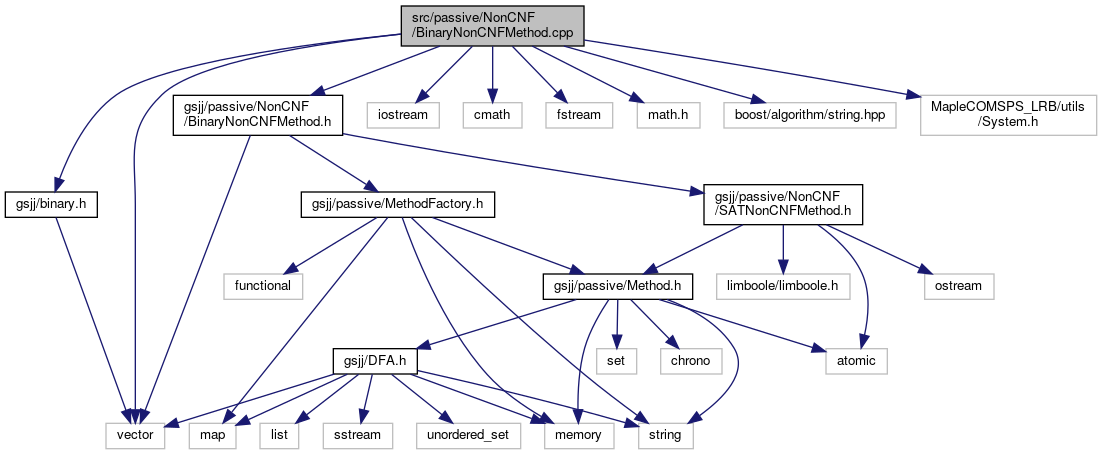 src/passive/NonCNF
/BinaryNonCNFMethod.cpp
gsjj/passive/NonCNF
/BinaryNonCNFMethod.h
iostream
cmath
fstream
math.h
boost/algorithm/string.hpp
MapleCOMSPS_LRB/utils
/System.h
gsjj/binary.h
gsjj/passive/MethodFactory.h
gsjj/passive/NonCNF
/SATNonCNFMethod.h
functional
gsjj/passive/Method.h
limboole/limboole.h
ostream
gsjj/DFA.h
set
chrono
atomic
vector
map
list
sstream
unordered_set
memory
string